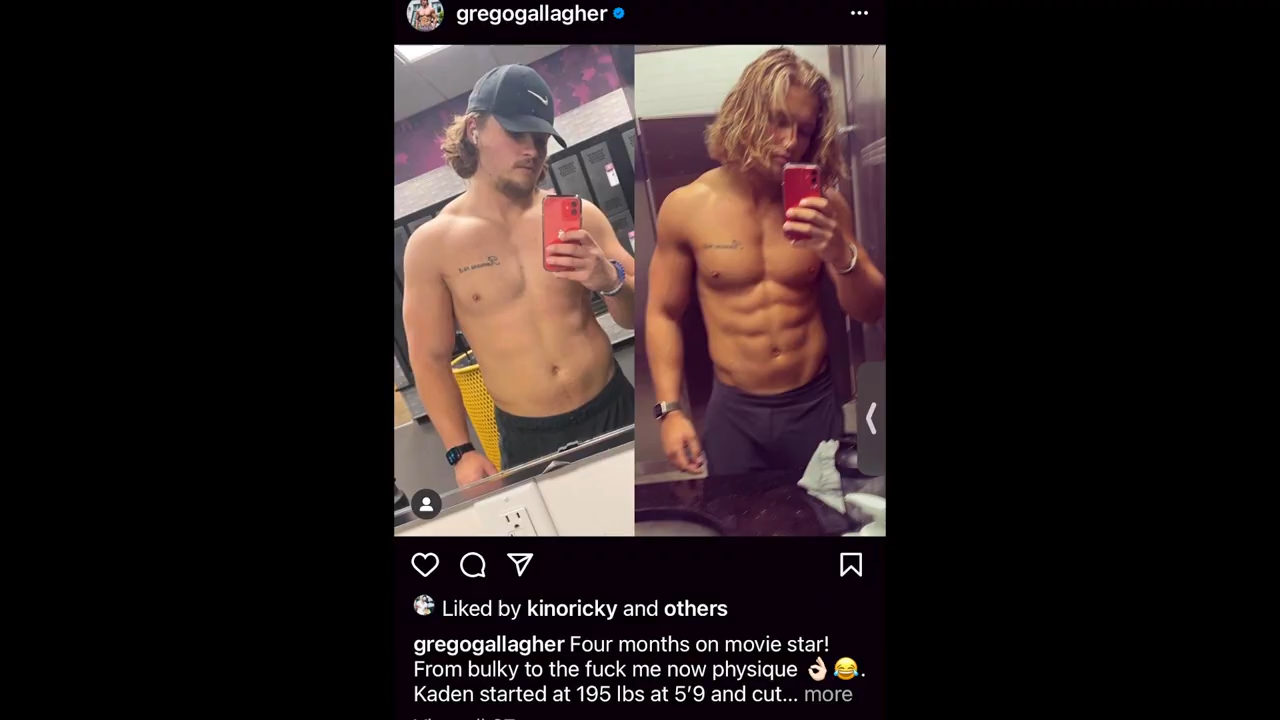 gregogallagher
Liked by kinoricky and others
gregogallagher Four months on movie star!
From bulky to the fuck me now physique 👌🏻😂.
Kaden started at 195 lbs at 5’9 and cut... more